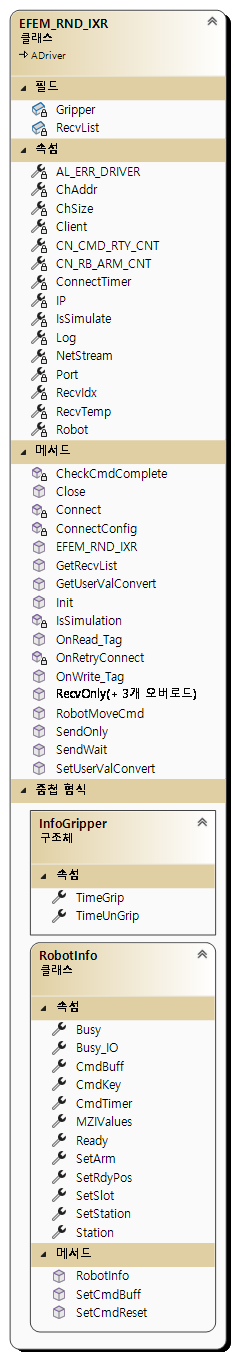 EFEM_RND_IXR
클래스
ADriver
필드
Gripper
RecvList
속성
AL_ERR_DRIVER
ChAddr
ChSize
Client
CN_CMD_RTY_CNT
CN_RB_ARM_CNT
ConnectTimer
IP
IsSimulate
Log
NetStream
Port
RecvIdx
RecvTemp
Robot
메서드
CheckCmdComplete
Close
Connect
ConnectConfig
EFEM_RND_IXR
GetRecvList
GetUserValConvert
Init
IsSimulation
OnRead_Tag
OnRetryConnect
OnWrite_Tag
RecvOnly(+ 3개 오버로드)
RobotMoveCmd
SendOnly
SendWait
SetUserValConvert
중첩 형식
InfoGripper
구조체
속성
TimeGrip
TimeUnGrip
RobotInfo
클래스
속성
Busy
Busy_IO
CmdBuff
CmdKey
CmdTimer
MZIValues
Ready
SetArm
SetRdyPos
SetSlot
SetStation
Station
메서드
RobotInfo
SetCmdBuff
SetCmdReset